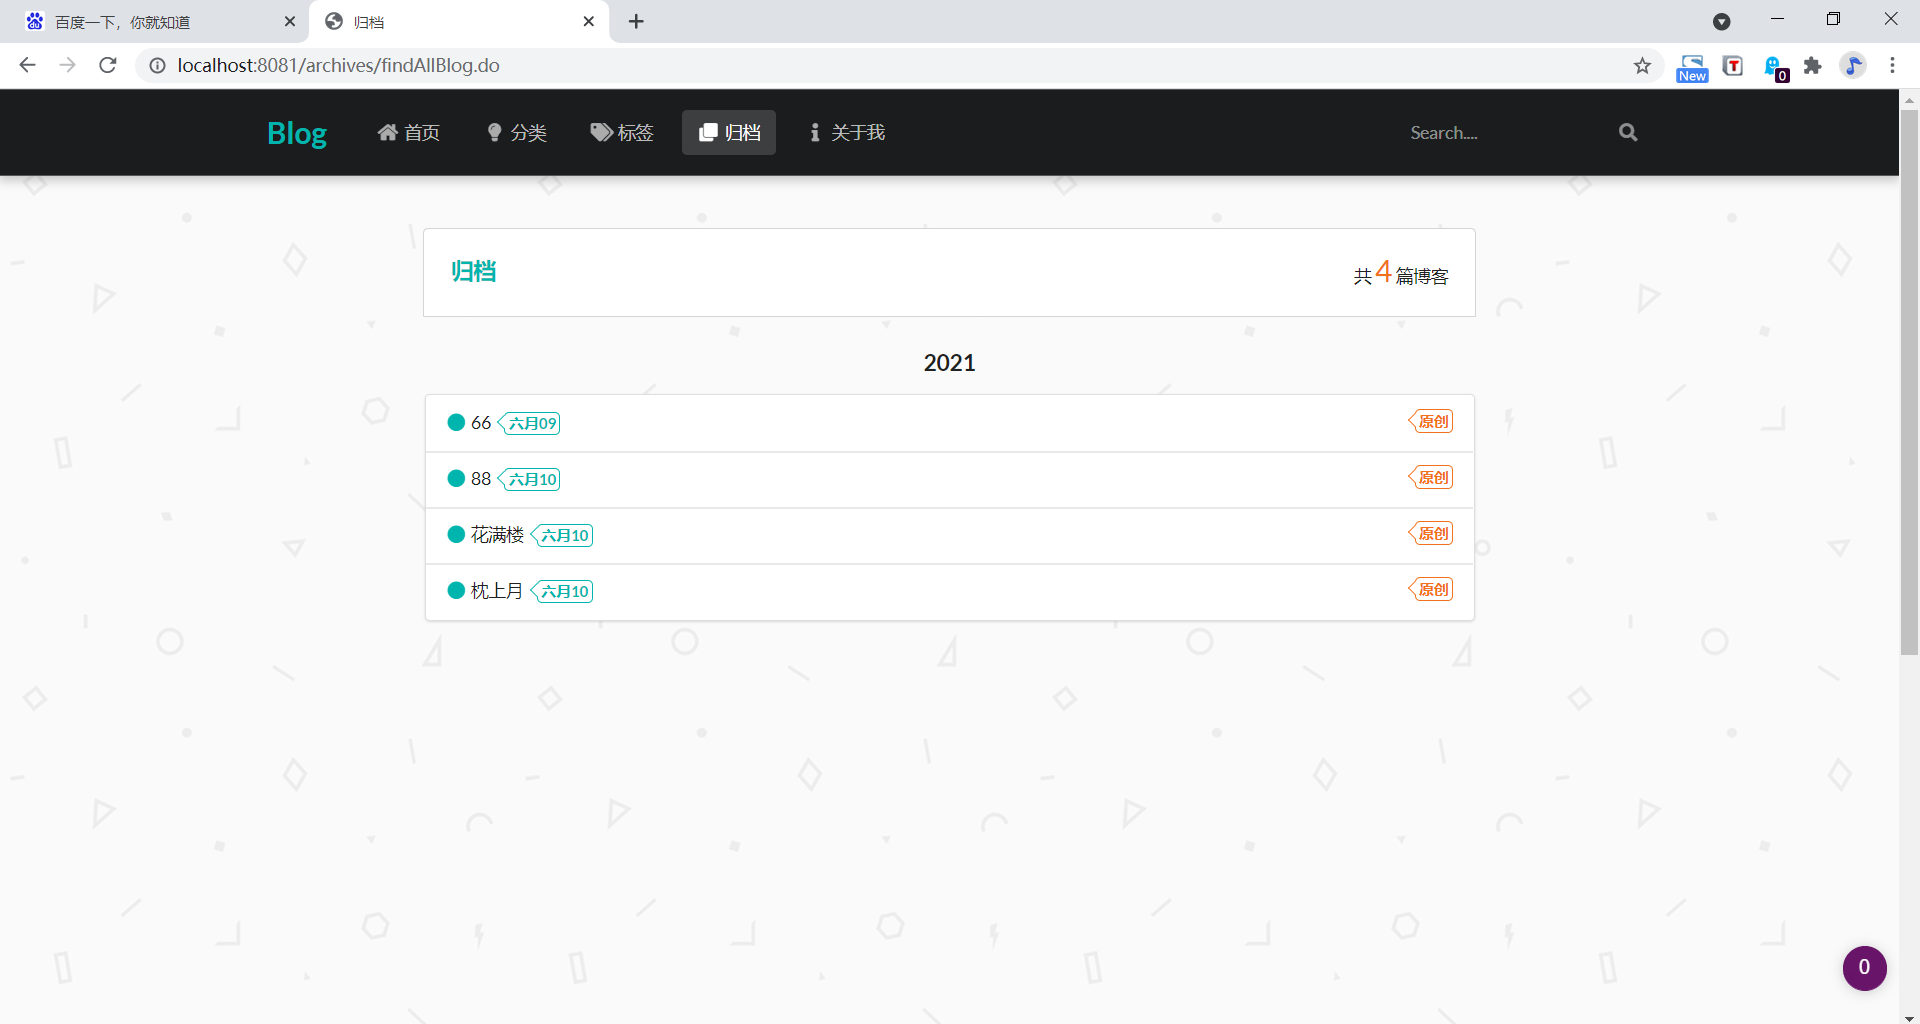 百度一下，你就知道
归档
localhost:8081/archives/findAllBlog.do
New
T
0
Blog
首页
分类
标签
归档
关于我
Search....
归档
共 4 篇博客
2021
66 六月09 原创
88 六月10 原创
花满楼 六月10 原创
枕上月 六月10 原创
0